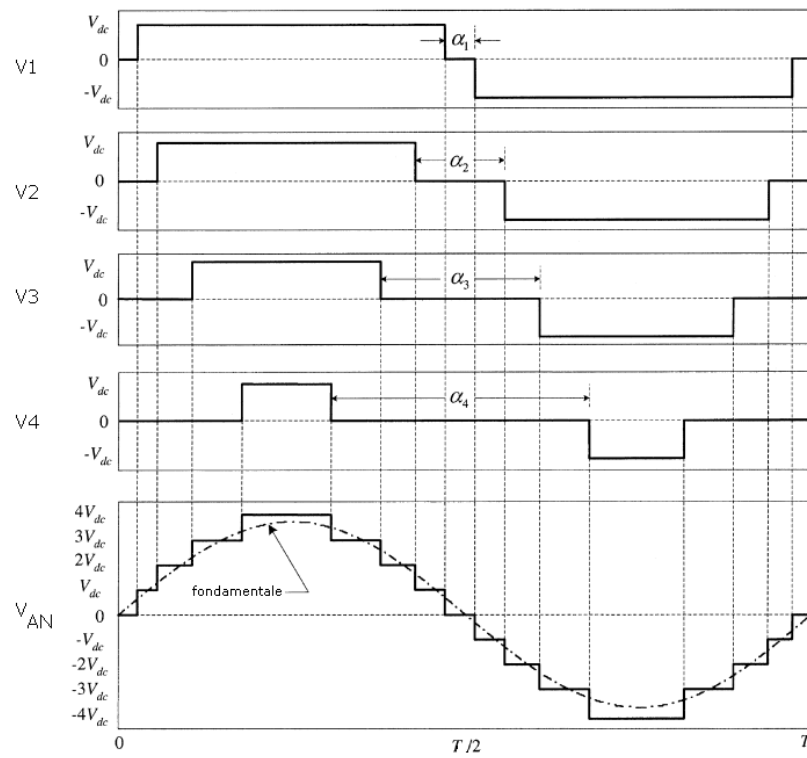 V1
V_dc
0
-V_dc
α_1
V2
V_dc
0
-V_dc
α_2
V3
V_dc
0
-V_dc
α_3
V4
V_dc
0
-V_dc
α_4
V_AN
4V_dc
3V_dc
2V_dc
V_dc
0
-V_dc
-2V_dc
-3V_dc
-4V_dc
fondamentale
0
T/2
T